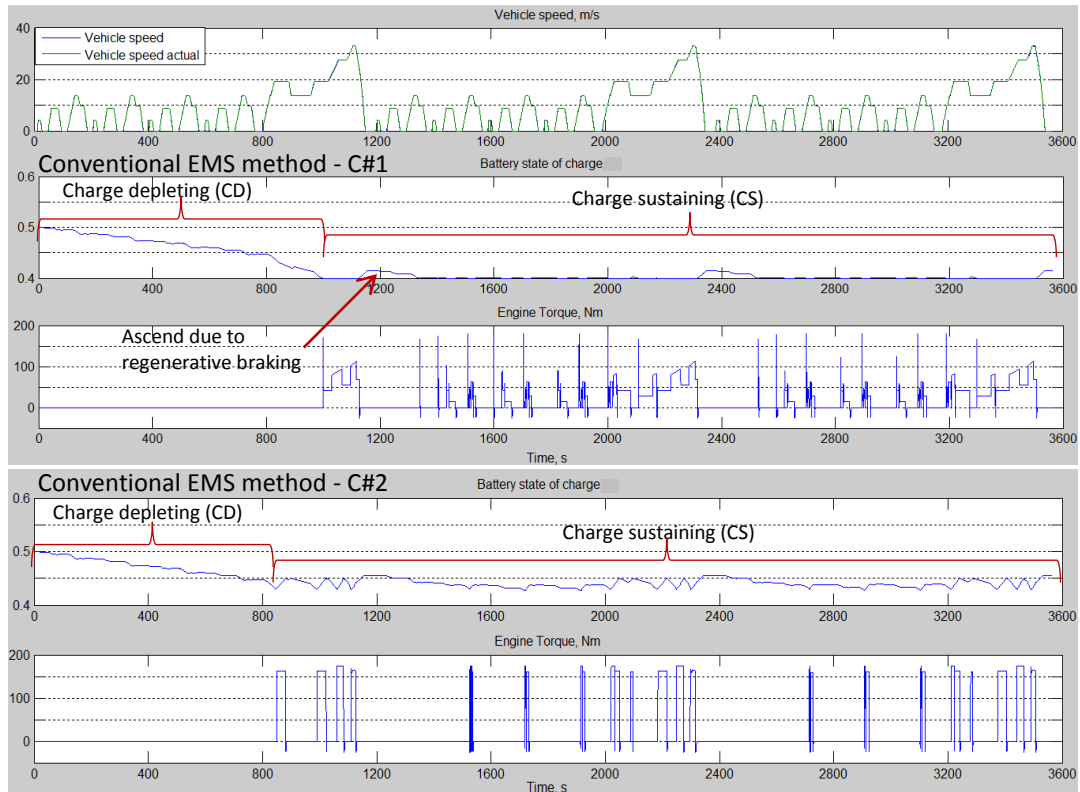 Vehicle speed, m/s
Vehicle speed
Vehicle speed actual
40
20
0
0 400 800 1200 1600 2000 2400 2800 3200 3600
Conventional EMS method - C#1
Battery state of charge
Charge depleting (CD)
Charge sustaining (CS)
0.6
0.5
0.4
0 400 800 1200 1600 2000 2400 2800 3200 3600
Ascend due to
regenerative braking
Engine Torque, Nm
200
100
0
0 400 800 1200 1600 2000 2400 2800 3200 3600
Time, s
Conventional EMS method - C#2
Battery state of charge
Charge depleting (CD)
Charge sustaining (CS)
0.6
0.5
0.4
0 400 800 1200 1600 2000 2400 2800 3200 3600
Engine Torque, Nm
200
100
0
0 400 800 1200 1600 2000 2400 2800 3200 3600
Time, s